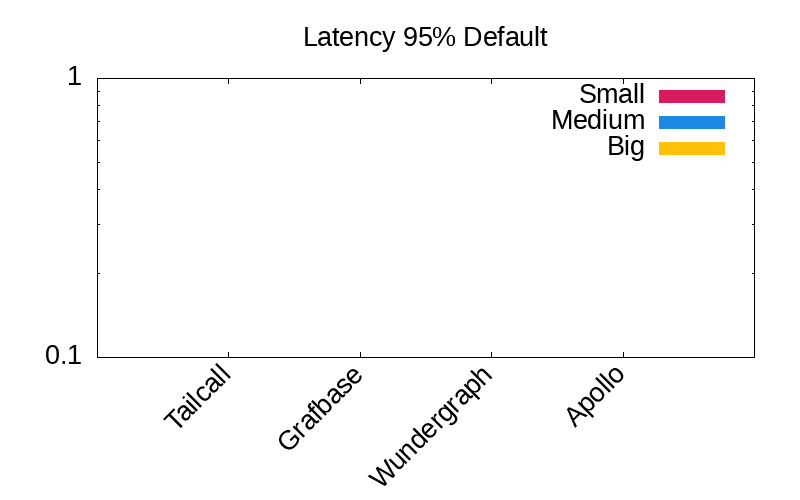 Latency 95% Default
1
Small
Medium
Big
0.1
Tailcall
Grafbase
Wundergraph
Apollo